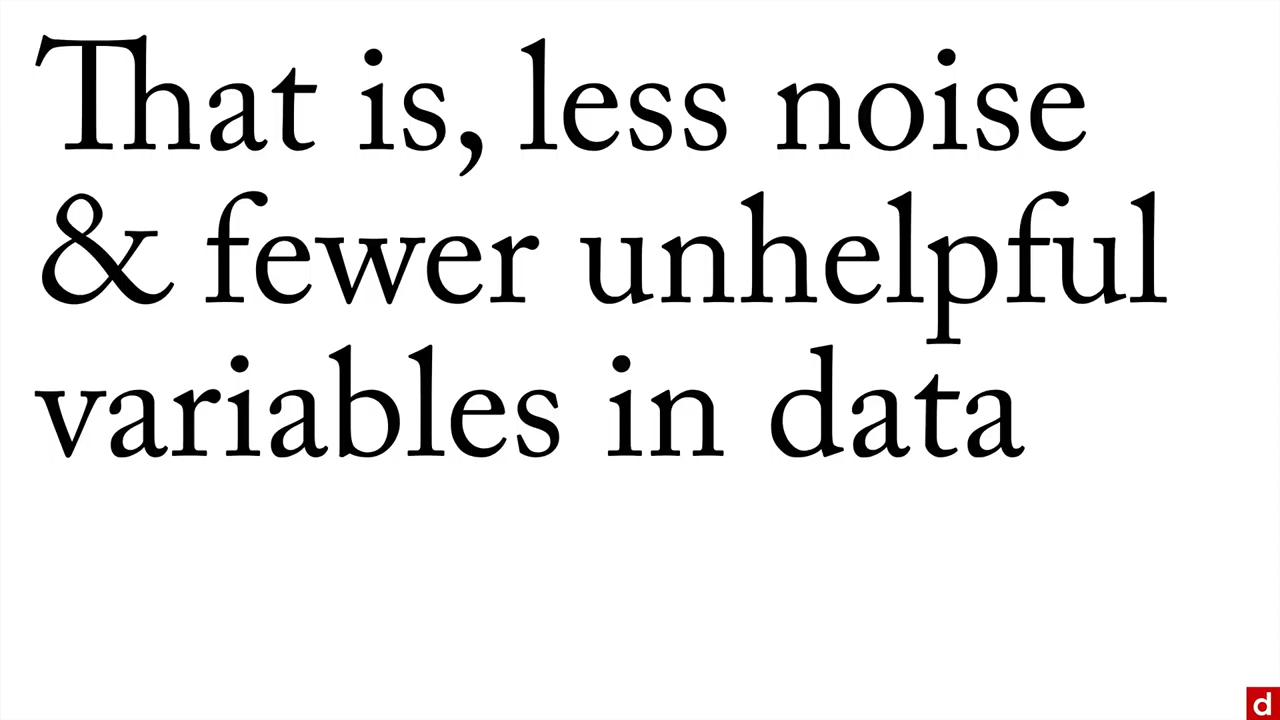 That is, less noise
& fewer unhelpful
variables in data
d